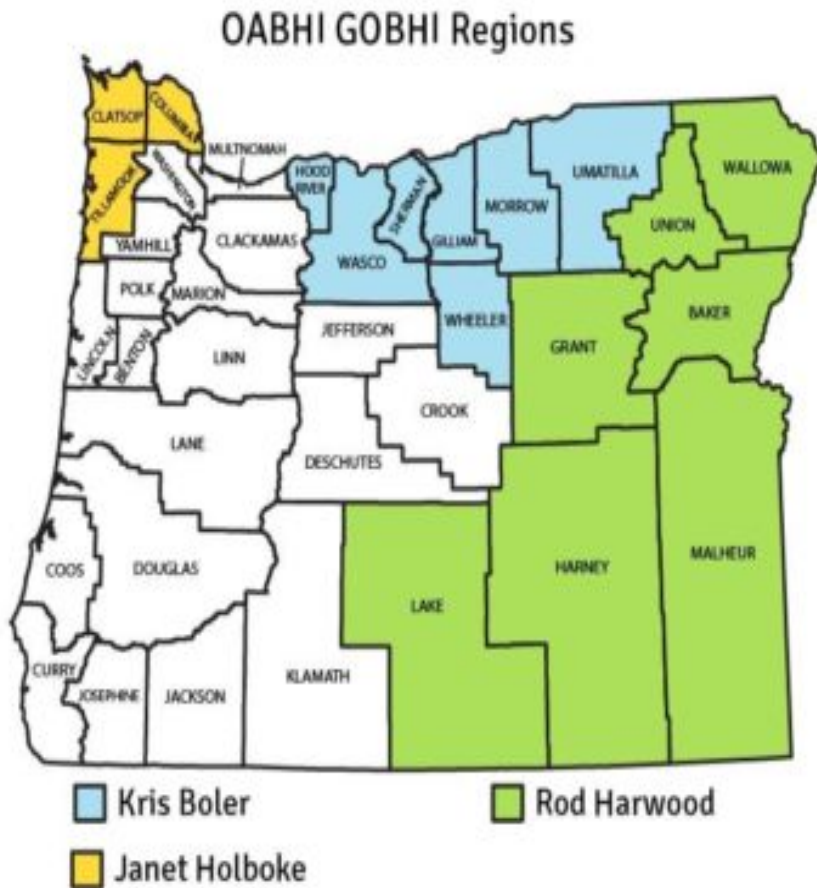 OABHI GOBHI Regions
CLATSOP
COLUMBIA
TILLAMOOK
WASHINGTON
MULTNOMAH
HOOD
RIVER
SHERMAN
GILLIAM
MORROW
UMATILLA
WALLOWA
UNION
YAMHILL
CLACKAMAS
WASCO
POLK
MARION
WHEELER
BAKER
LINCOLN
BENTON
LINN
JEFFERSON
GRANT
LANE
CROOK
DESCHUTES
COOS
DOUGLAS
LAKE
HARNEY
MALHEUR
CURRY
JOSEPHINE
JACKSON
KLAMATH
Kris Boler
Rod Harwood
Janet Holboke